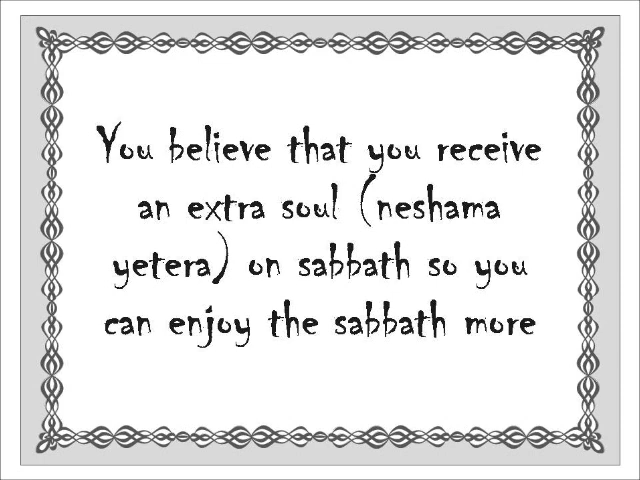 You believe that you receive
an extra soul (neshama
yetera) on sabbath so you
can enjoy the sabbath more